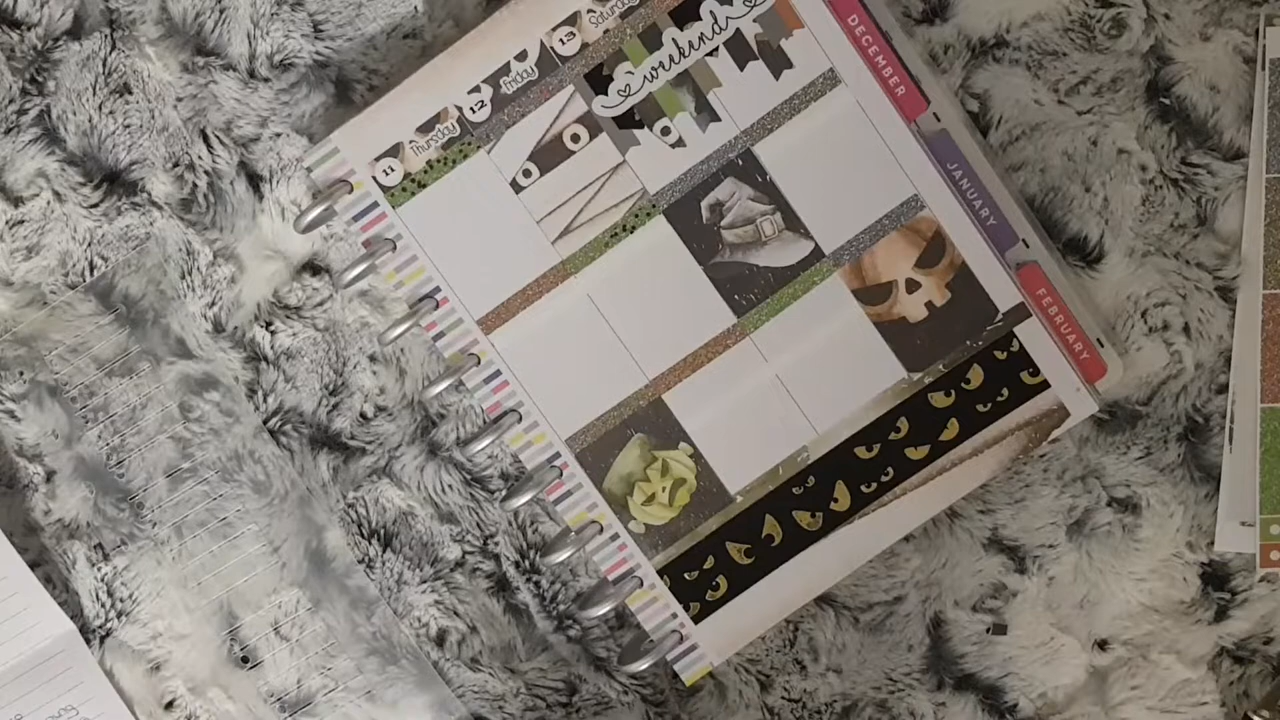 11 Thursday
12 Friday
13 Saturday
weekend
DECEMBER
JANUARY
FEBRUARY